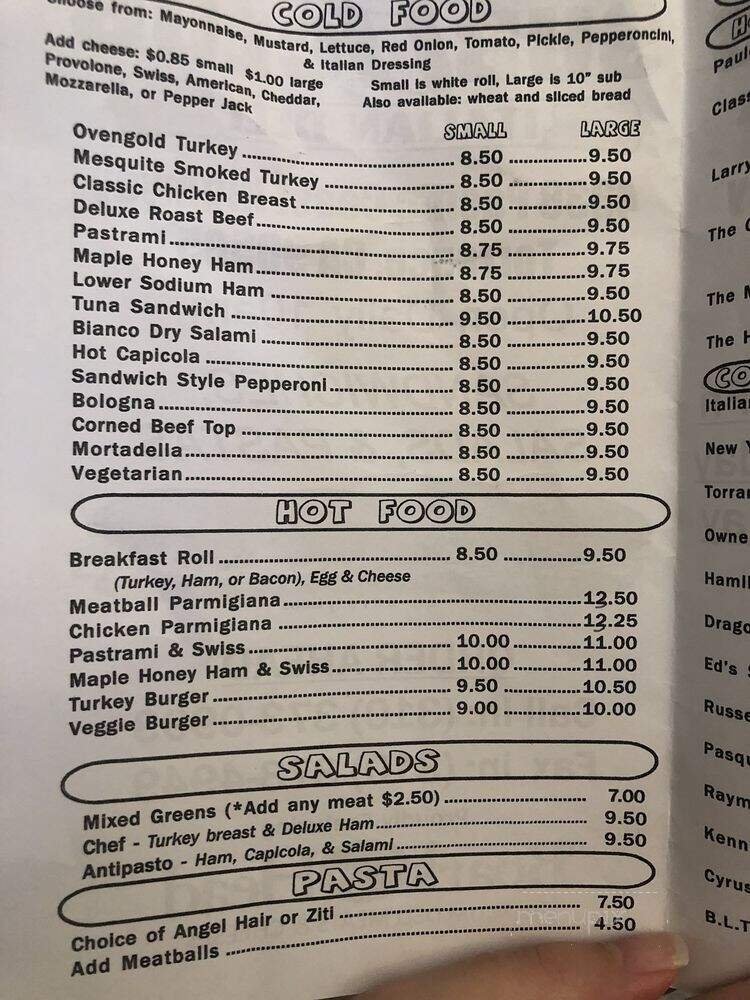 COLD FOOD
Choose from: Mayonnaise, Mustard, Lettuce, Red Onion, Tomato, Pickle, Pepperoncini,
& Italian Dressing
Add cheese: $0.85 small $1.00 large
Provolone, Swiss, American, Cheddar,
Mozzarella, or Pepper Jack
Small is white roll, Large is 10" sub
Also available: wheat and sliced bread
SMALL LARGE
Ovengold Turkey 8.50 9.50
Mesquite Smoked Turkey 8.50 9.50
Classic Chicken Breast 8.50 9.50
Deluxe Roast Beef 8.50 9.50
Pastrami 8.75 9.75
Maple Honey Ham 8.75 9.75
Lower Sodium Ham 8.50 9.50
Tuna Sandwich 9.50 10.50
Bianco Dry Salami 8.50 9.50
Hot Capicola 8.50 9.50
Sandwich Style Pepperoni 8.50 9.50
Bologna 8.50 9.50
Corned Beef Top 8.50 9.50
Mortadella 8.50 9.50
Vegetarian 8.50 9.50
HOT FOOD
Breakfast Roll 8.50 9.50
(Turkey, Ham, or Bacon), Egg & Cheese
Meatball Parmigiana .50
Chicken Parmigiana .25
Pastrami & Swiss 10.00 11.00
Maple Honey Ham & Swiss 10.00 11.00
Turkey Burger 9.50 10.50
Veggie Burger 9.00 10.00
SALADS
Mixed Greens (*Add any meat $2.50) 7.00
Chef - Turkey breast & Deluxe Ham 9.50
Antipasto - Ham, Capicola, & Salami 9.50
PASTA
Choice of Angel Hair or Ziti 7.50
Add Meatballs 4.50
H
Paul
Class
Larry
The
The
The
CO
Italia
New
Torra
Owne
Haml
Drago
Ed's
Russe
Pasqu
Raym
Kenn
Cyrus
B.L.T